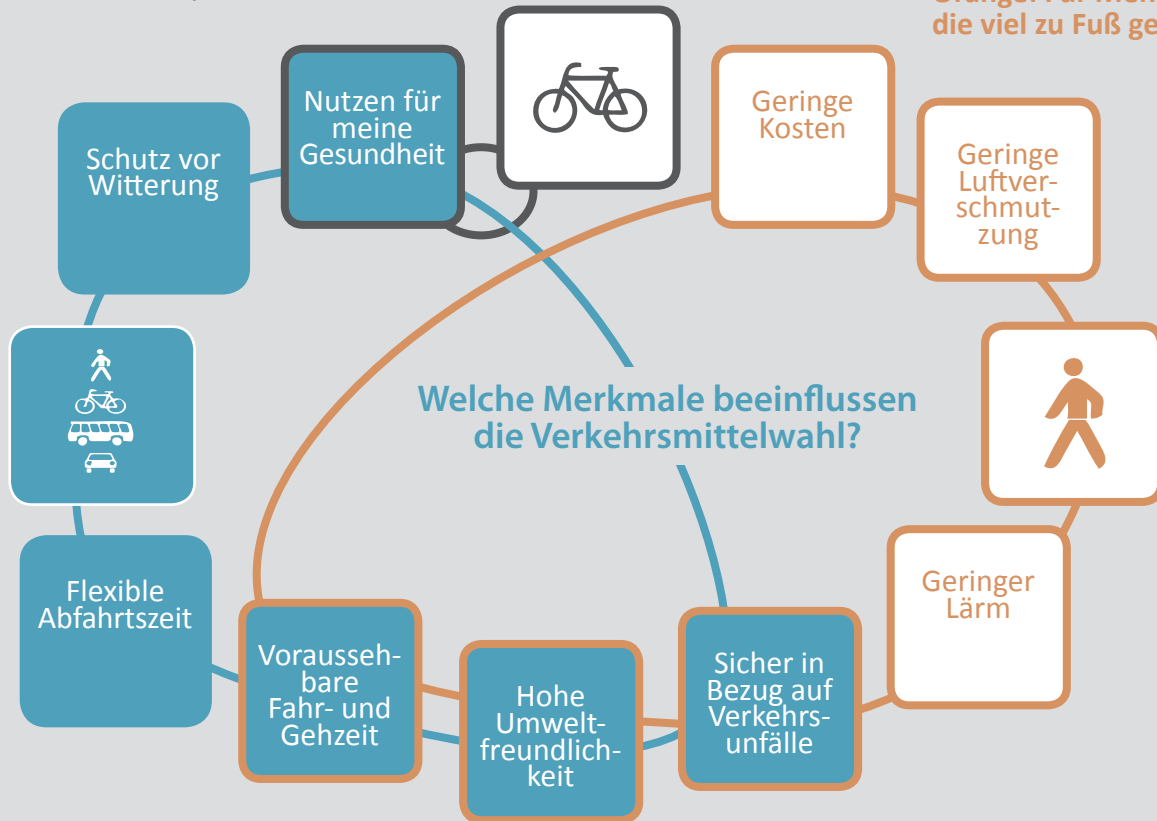 die viel zu Fuß ge
Nutzen für
meine
Gesundheit
Geringe
Kosten
Schutz vor
Witterung
Geringe
Luftver-
schmut-
zung
Welche Merkmale beeinflussen
die Verkehrsmittelwahl?
Flexible
Abfahrtszeit
Geringer
Lärm
Vorausseh-
bare
Fahr- und
Gehzeit
Hohe
Umwelt-
freundlich-
keit
Sicher in
Bezug auf
Verkehrs-
unfälle